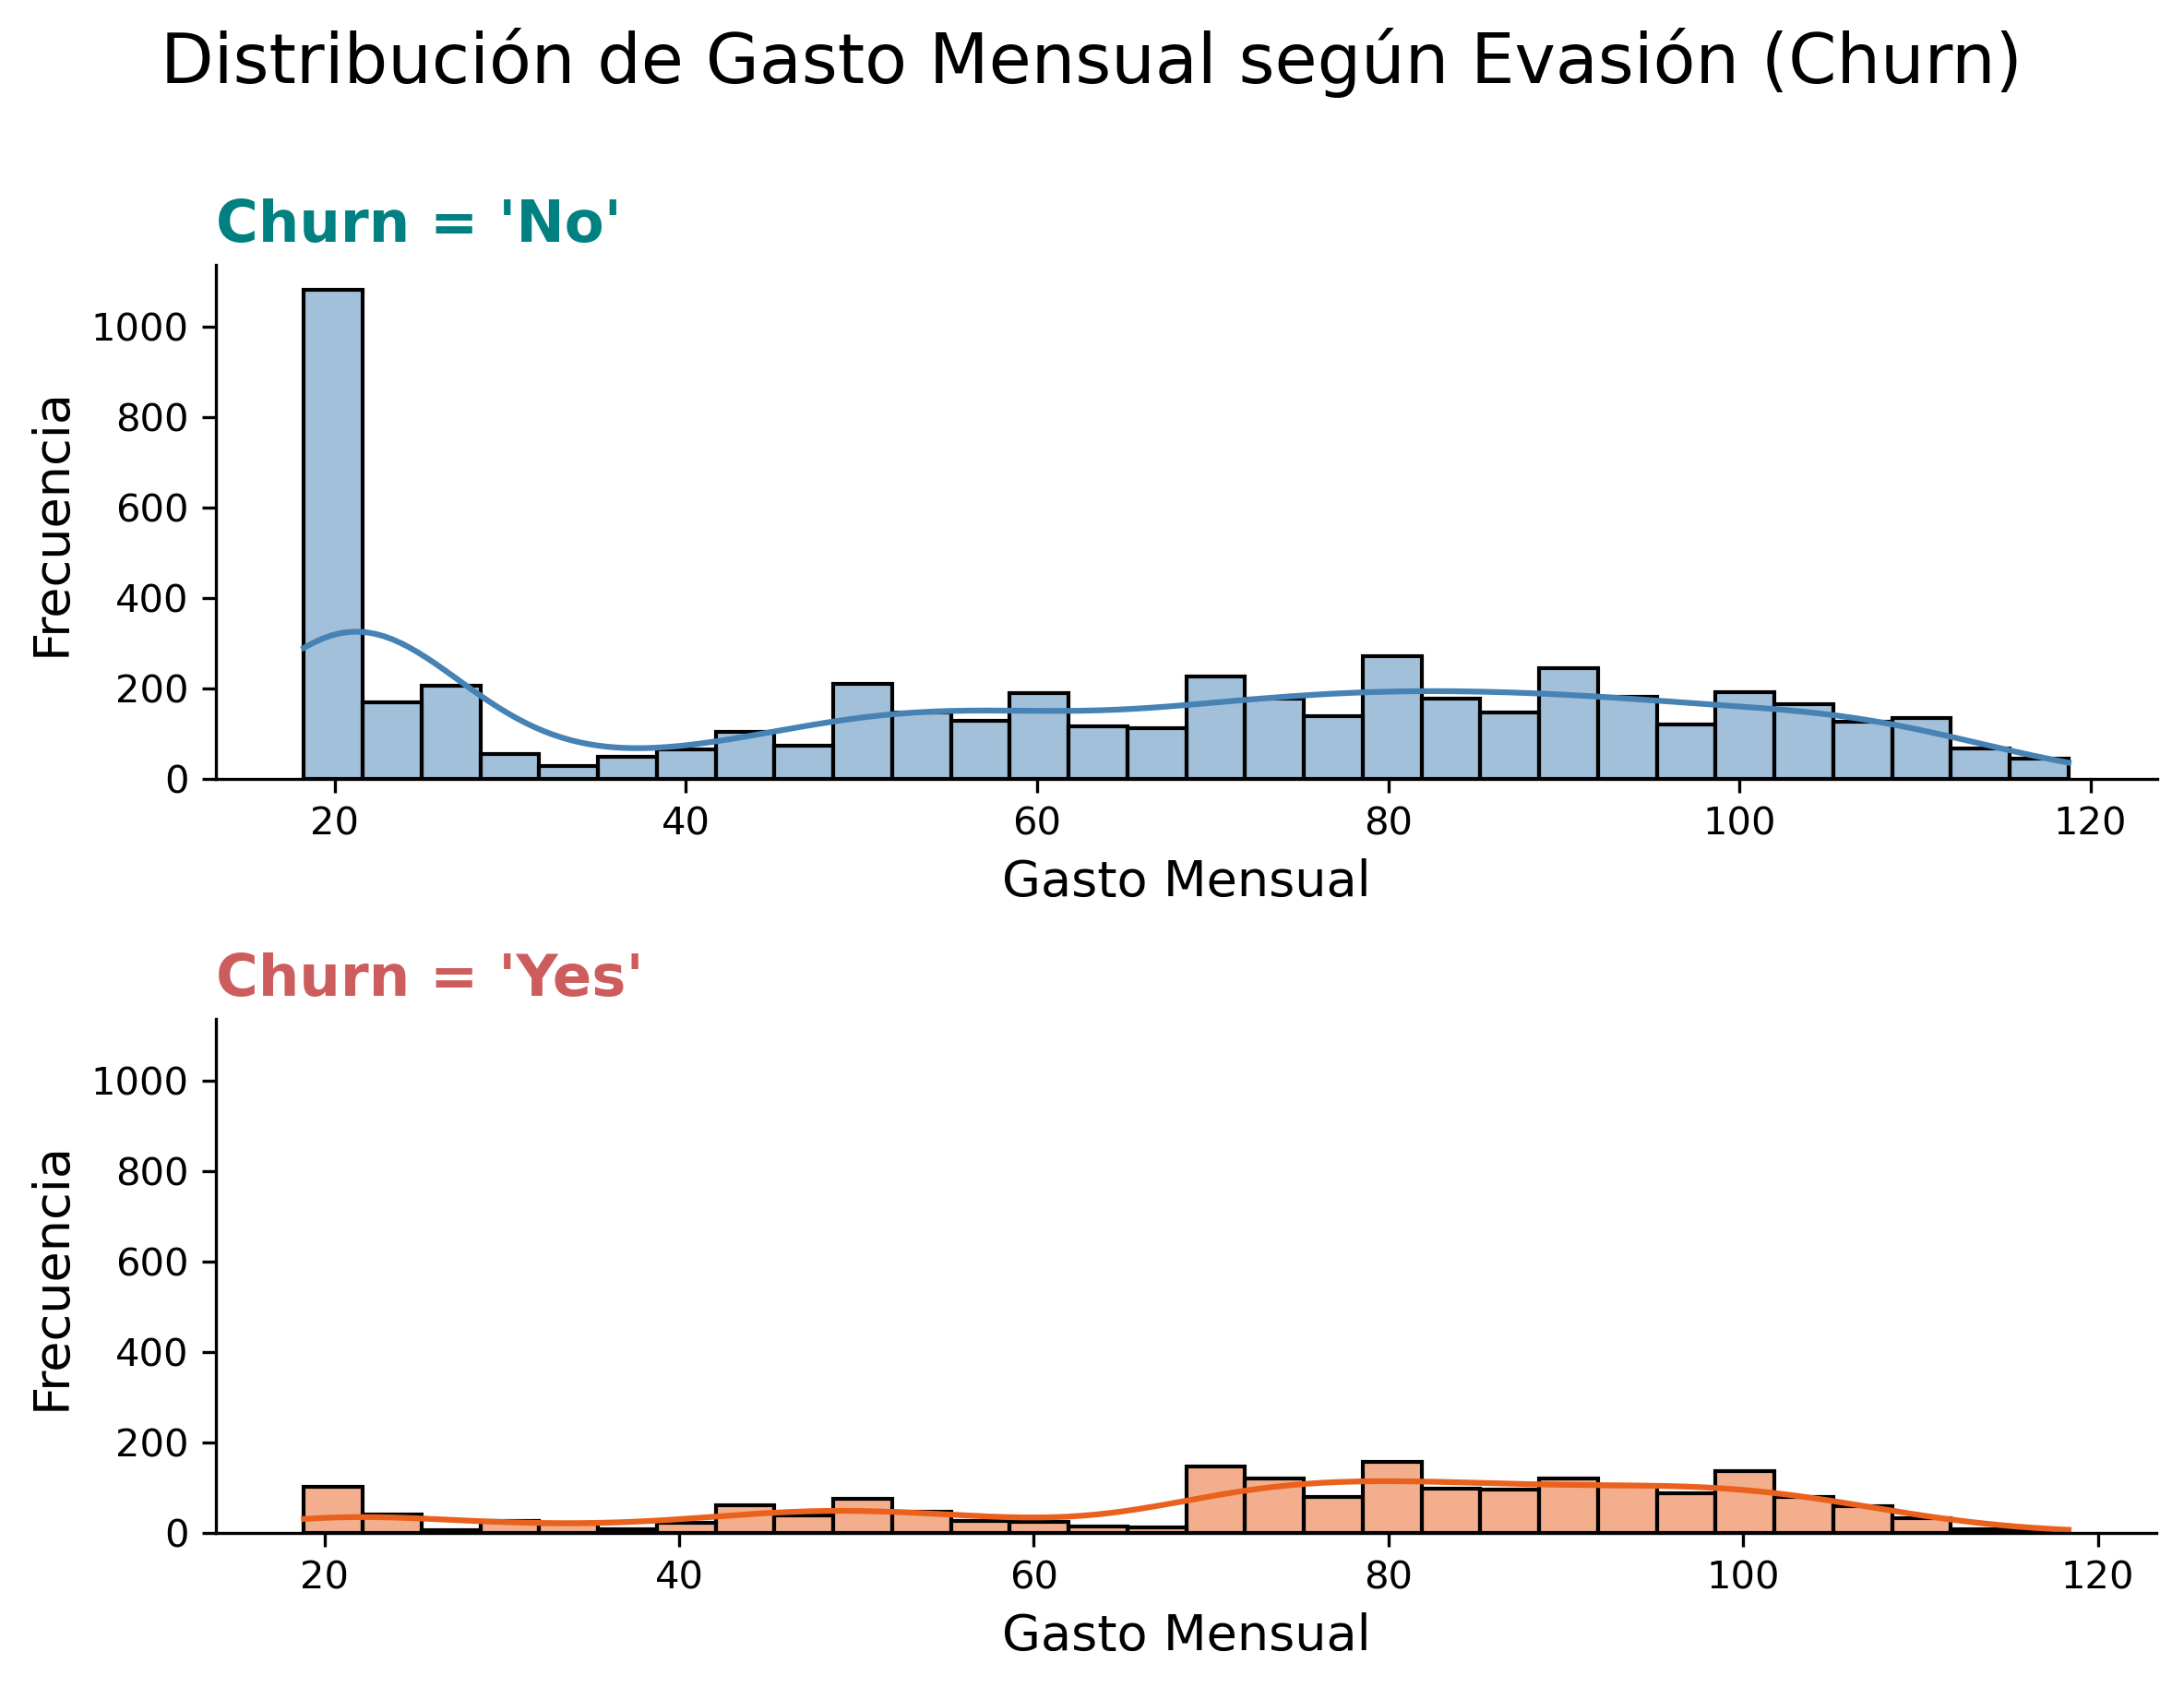 Distribución de Gasto Mensual según Evasión (Churn)
Churn = 'No'
1000
800
600
400
200
0
Frecuencia
20 40 60 80 100 120
Gasto Mensual
Churn = 'Yes'
1000
800
600
400
200
0
Frecuencia
20 40 60 80 100 120
Gasto Mensual